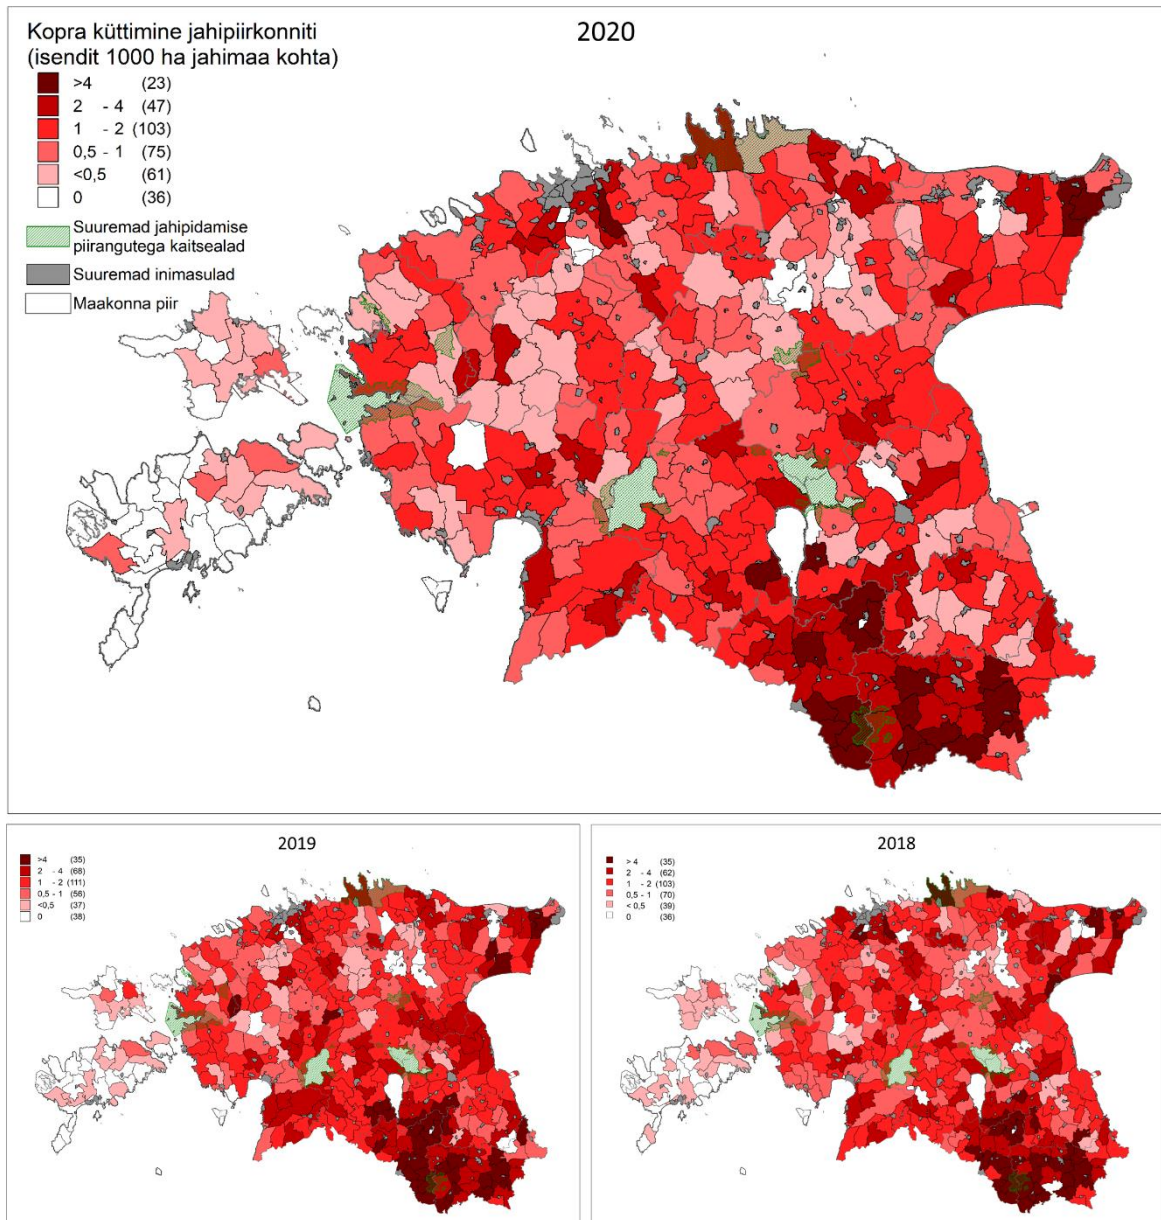 Kopra küttimine jahipiirkonniti
(isendit 1000 ha jahimaa kohta)
2020
>4 (23)
2 - 4 (47)
1 - 2 (103)
0,5 - 1 (75)
<0,5 (61)
0 (36)
Suuremad jahipidamise
piirangutega kaitsealad
Suuremad inimasulad
Maakonna piir
2019
>4 (35)
2 - 4 (68)
1 - 2 (111)
0,5 - 1 (56)
<0,5 (37)
0 (38)
2018
> 4 (35)
2 - 4 (62)
1 - 2 (103)
0,5 - 1 (70)
< 0,5 (39)
0 (36)